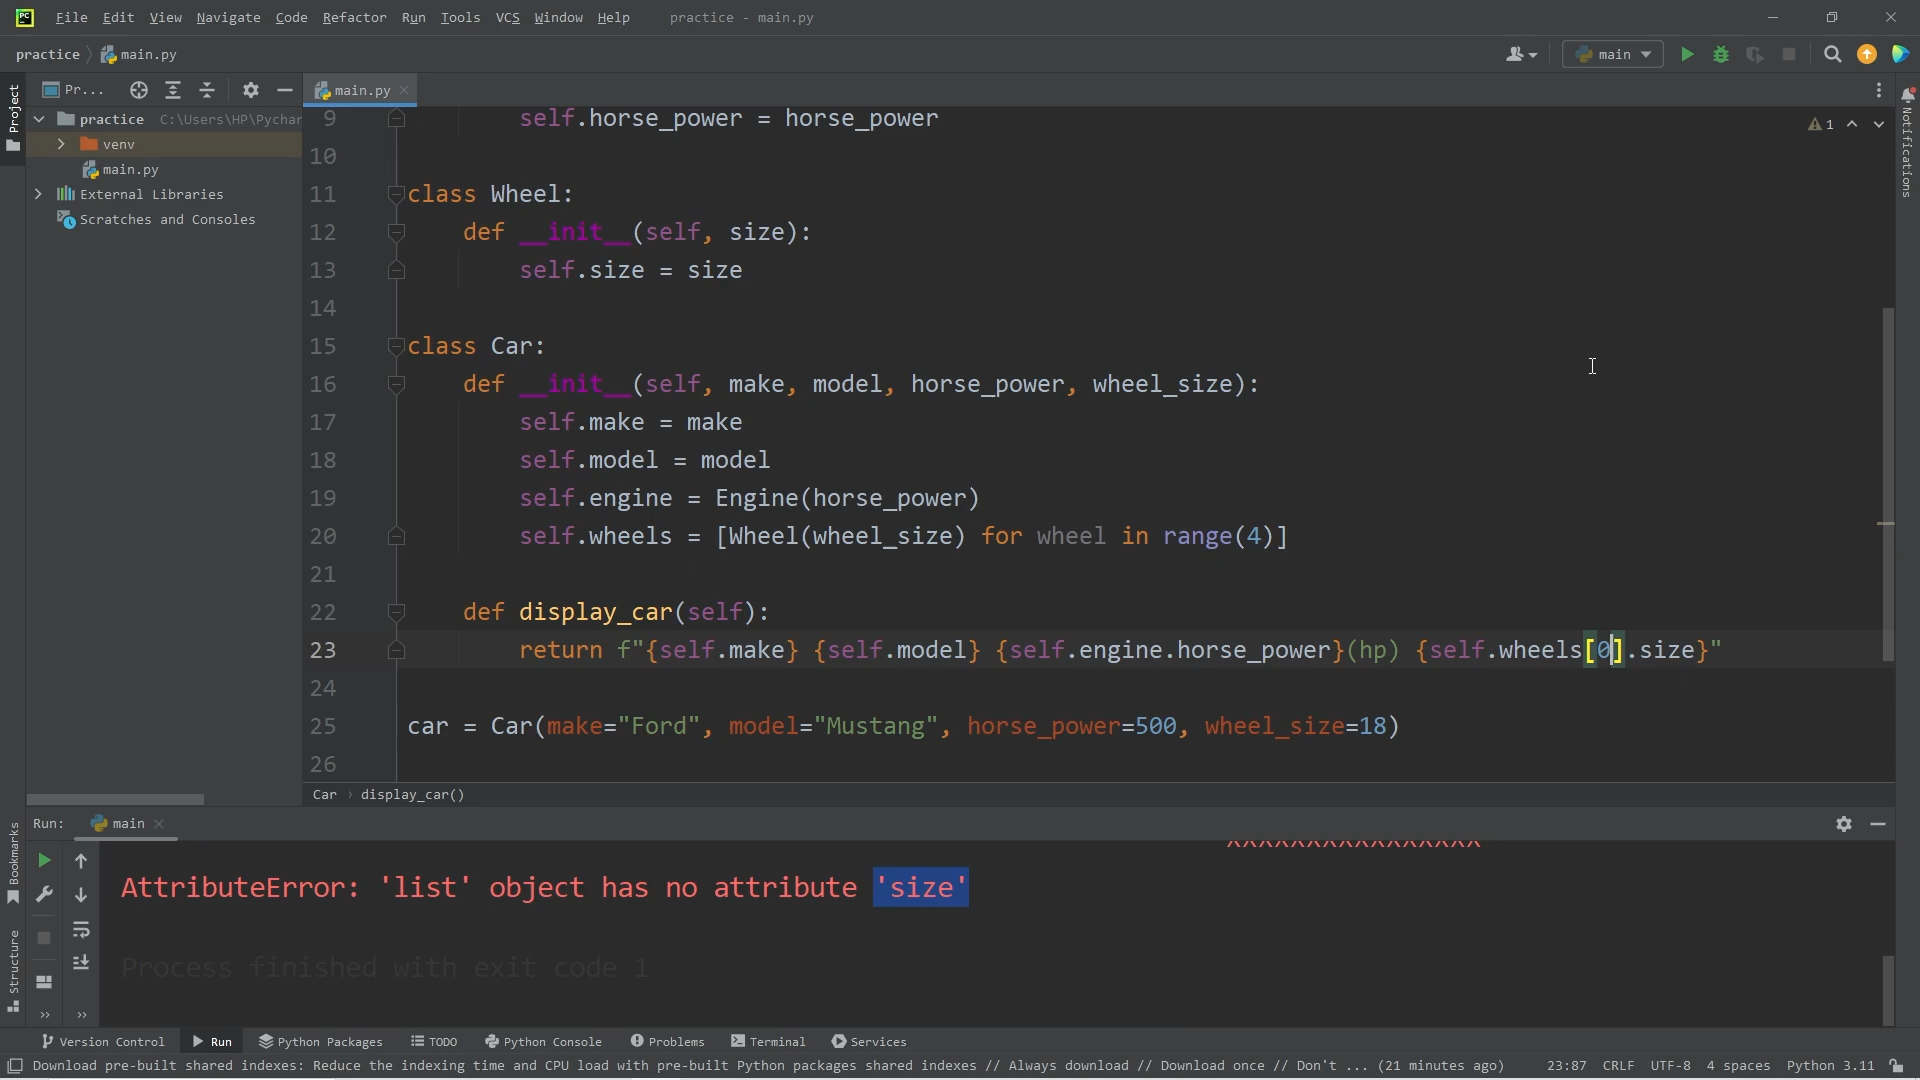 PC File Edit View Navigate Code Refactor Run Tools VCS Window Help practice - main.py
practice main.py main
Project
Pr... main.py
practice C:\Users\HP\Pychar
venv
main.py
External Libraries
Scratches and Consoles
1
Notifications
9 self.horse_power = horse_power
10
11 class Wheel:
12 def __init__(self, size):
13 self.size = size
14
15 class Car:
16 def __init__(self, make, model, horse_power, wheel_size):
17 self.make = make
18 self.model = model
19 self.engine = Engine(horse_power)
20 self.wheels = [Wheel(wheel_size) for wheel in range(4)]
21
22 def display_car(self):
23 return f"{self.make} {self.model} {self.engine.horse_power}(hp) {self.wheels[0].size}"
24
25 car = Car(make="Ford", model="Mustang", horse_power=500, wheel_size=18)
26
Car › display_car()
Run: main
^^^^^^^^^^^^^^^^^
AttributeError: 'list' object has no attribute 'size'
Process finished with exit code 1
Bookmarks
Structure
Version Control Run Python Packages TODO Python Console Problems Terminal Services
Download pre-built shared indexes: Reduce the indexing time and CPU load with pre-built Python packages shared indexes // Always download // Download once // Don't ... (21 minutes ago) 23:87 CRLF UTF-8 4 spaces Python 3.11